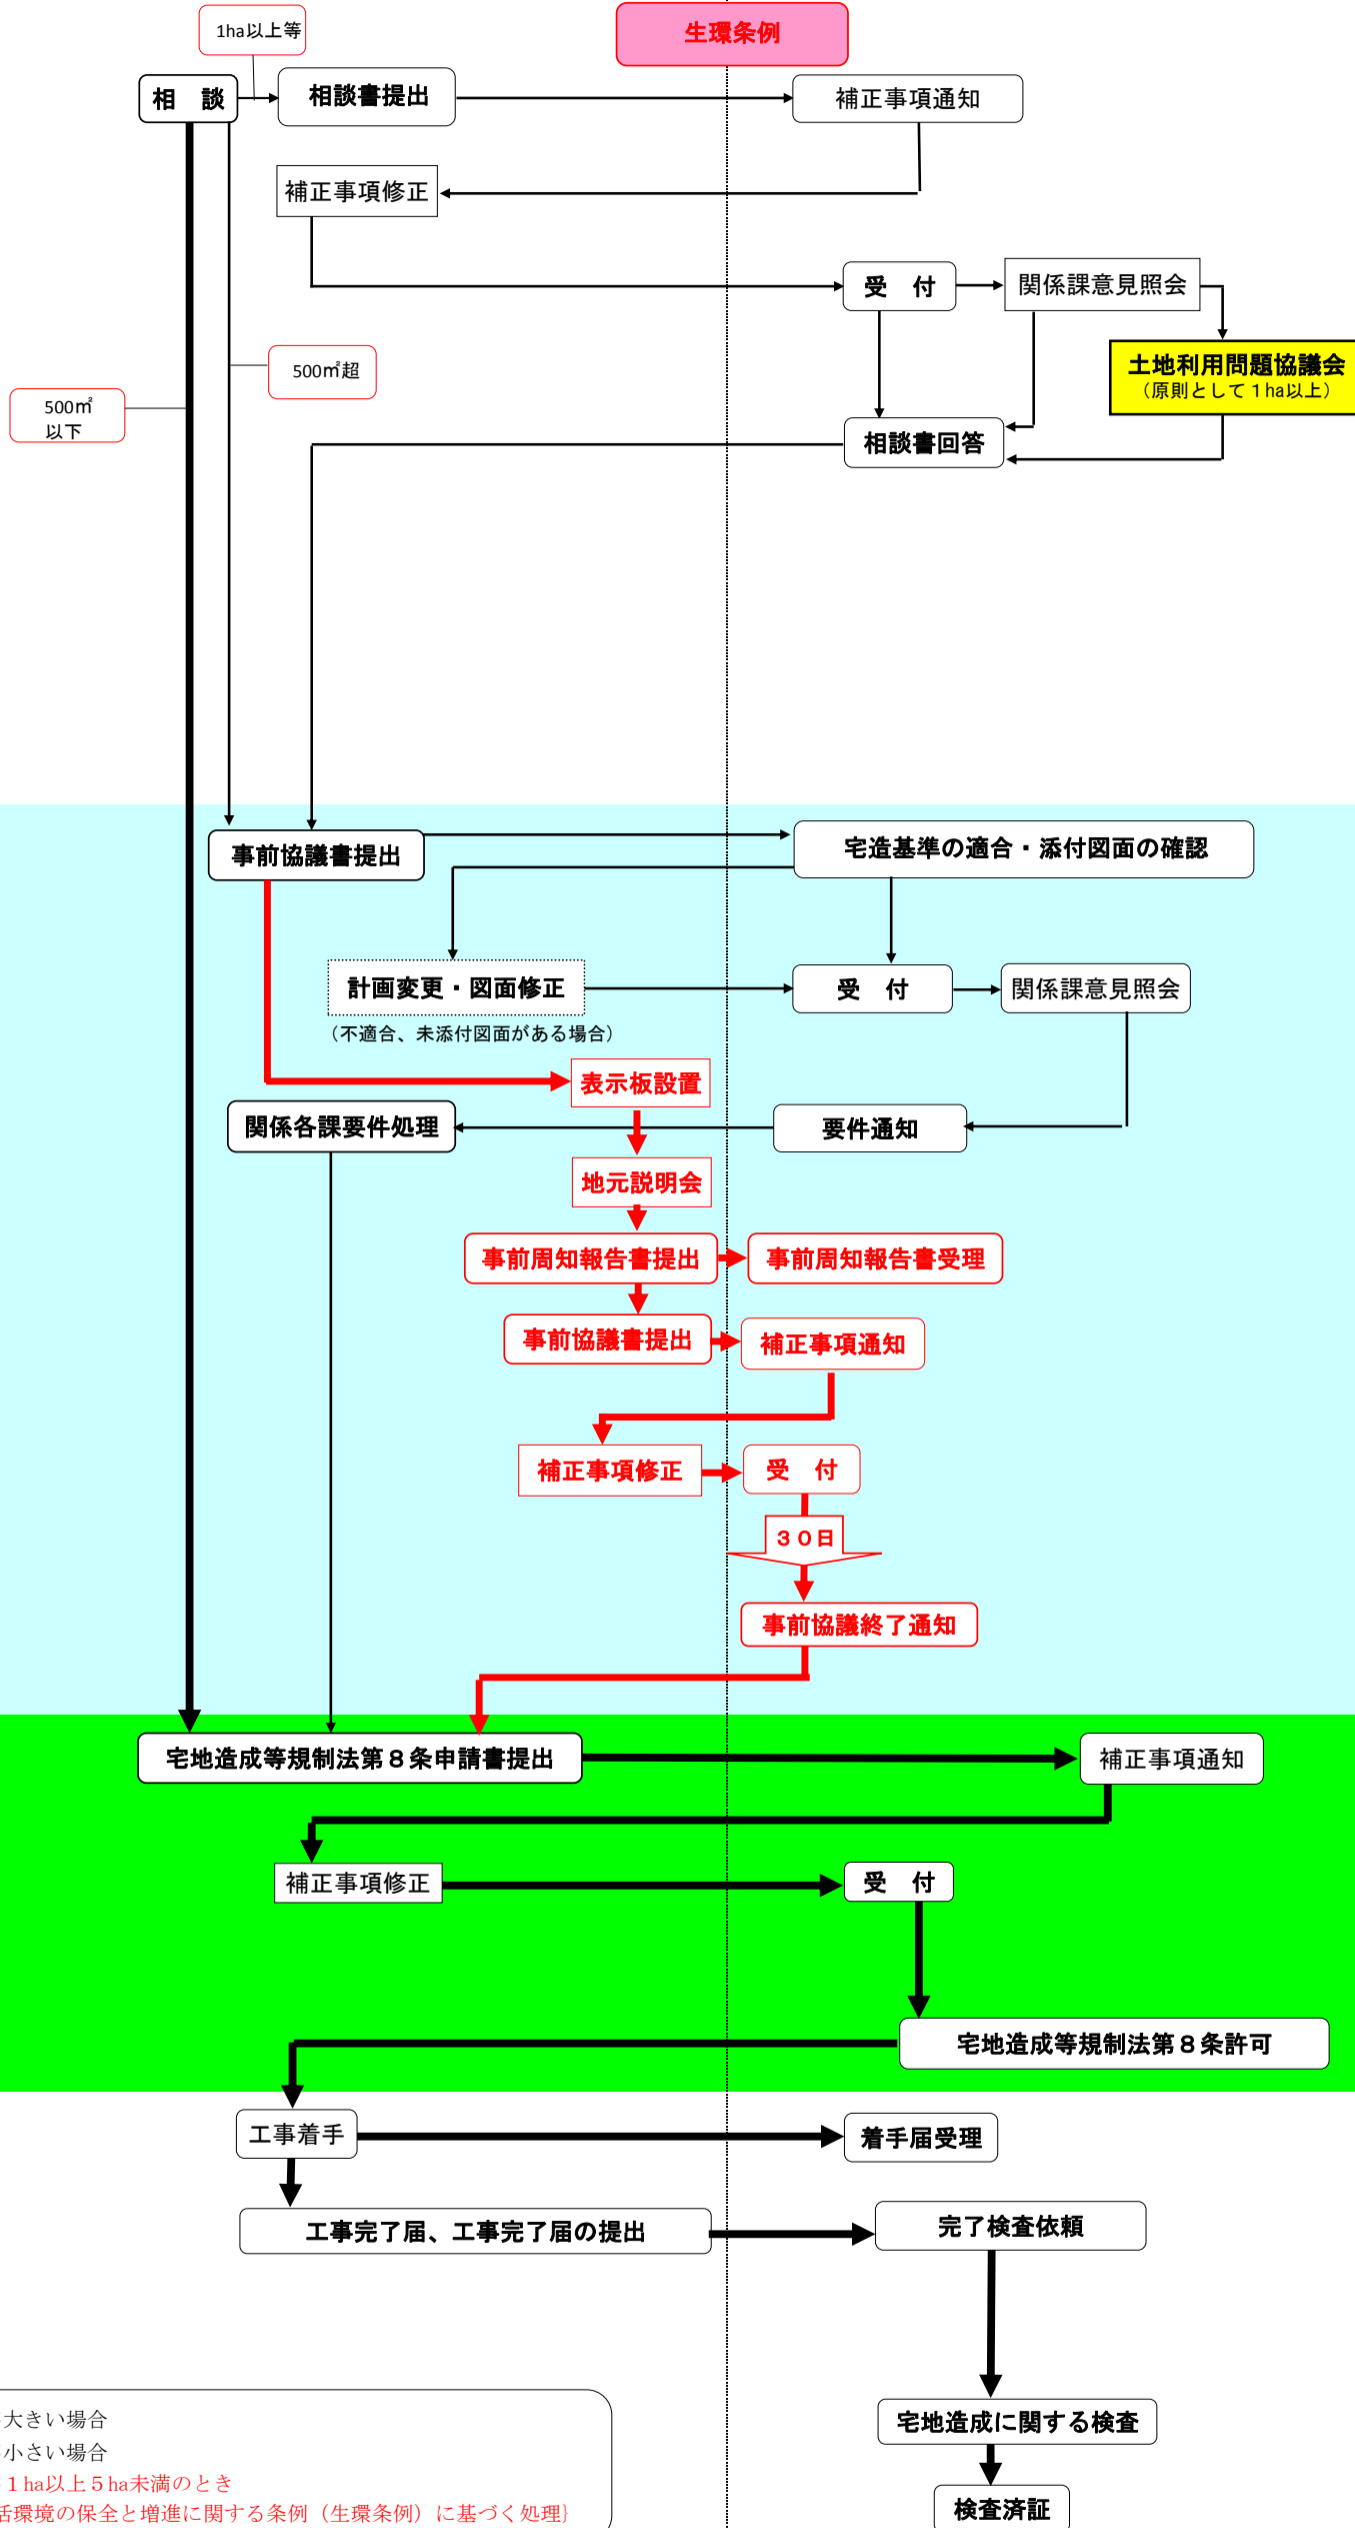 1ha以上等
生環条例
相　談
相談書提出
補正事項通知
補正事項修正
受　付
関係課意見照会
土地利用問題協議会
（原則として１ha以上）
500㎡超
500㎡
以下
相談書回答
事前協議書提出
宅造基準の適合・添付図面の確認
計画変更・図面修正
（不適合、未添付図面がある場合）
受　付
関係課意見照会
表示板設置
関係各課要件処理
要件通知
地元説明会
事前周知報告書提出
事前周知報告書受理
事前協議書提出
補正事項通知
補正事項修正
受　付
３０日
事前協議終了通知
宅地造成等規制法第８条申請書提出
補正事項通知
補正事項修正
受　付
宅地造成等規制法第８条許可
工事着手
着手届受理
工事完了届、工事完了届の提出
完了検査依頼
宅地造成に関する検査
検査済証
大きい場合
小さい場合
１ha以上５ha未満のとき
活環境の保全と増進に関する条例（生環条例）に基づく処理｝